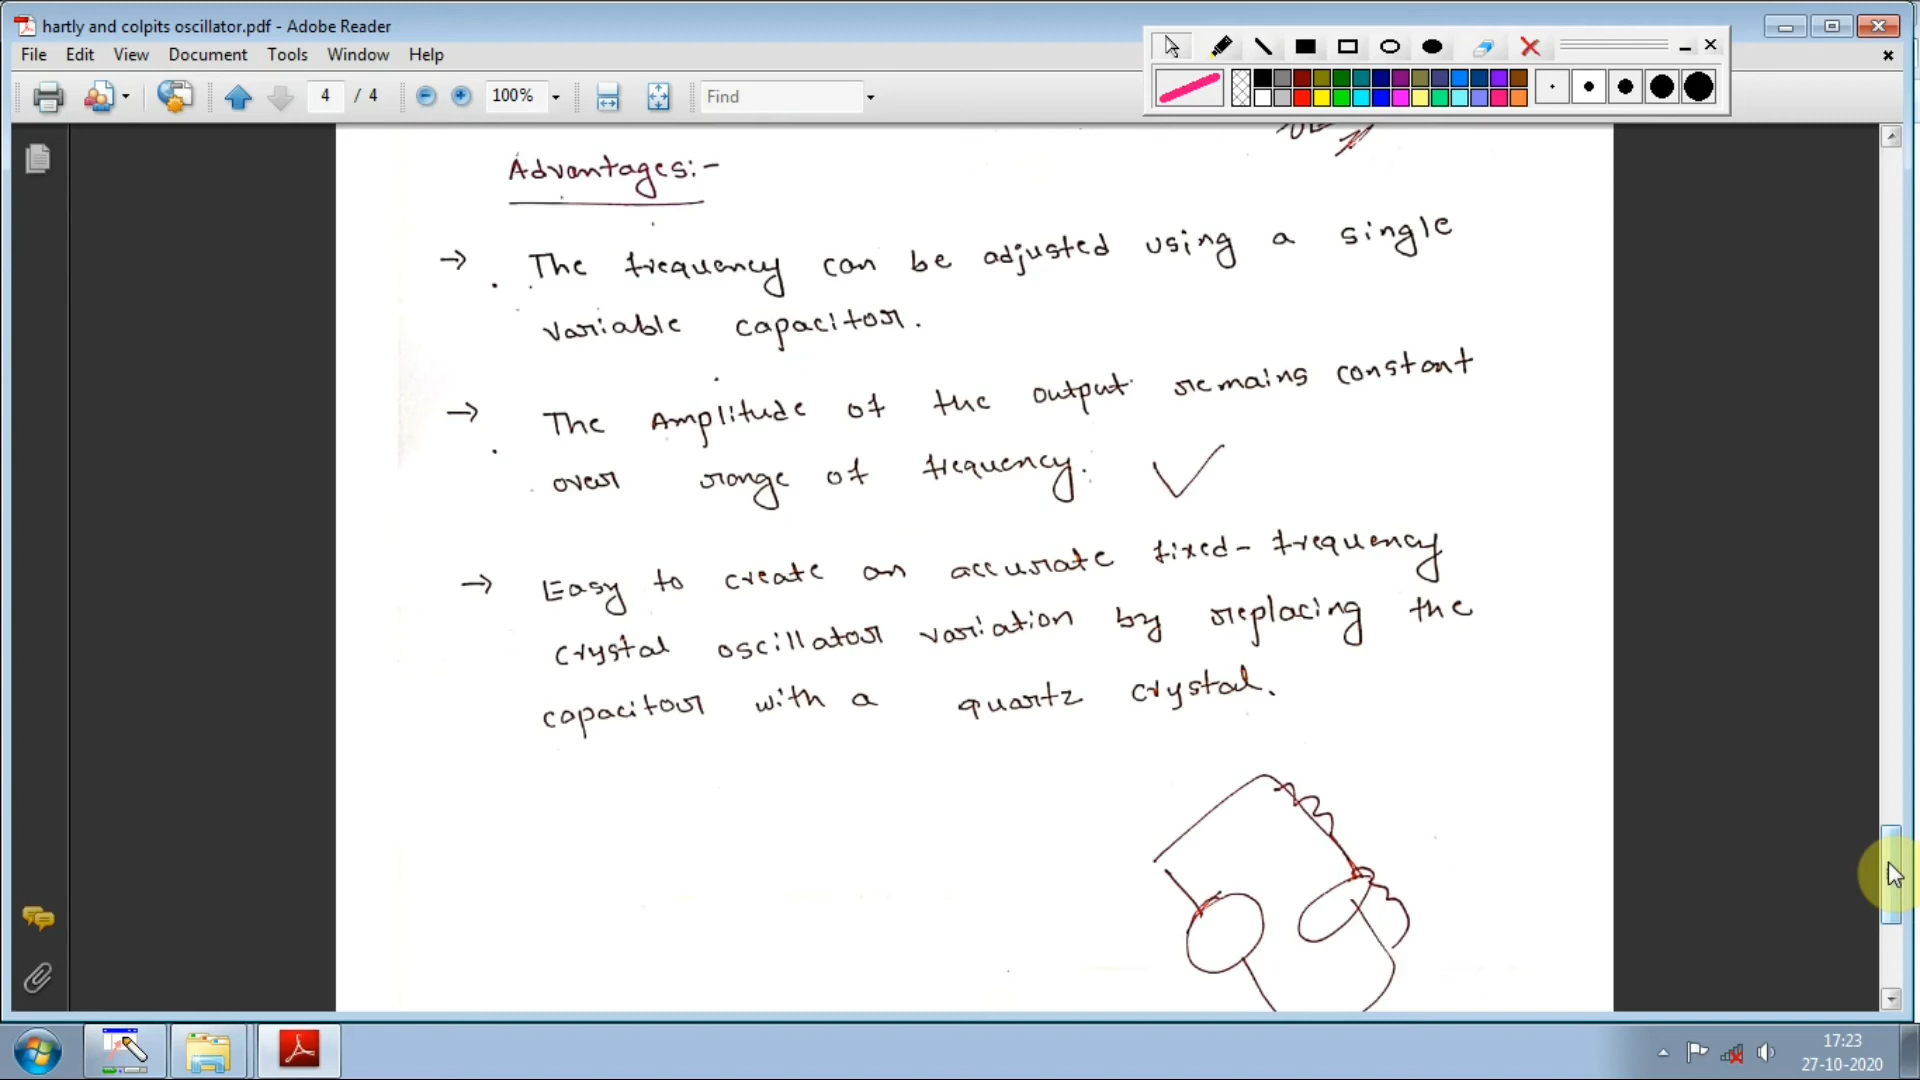 hartly and colpits oscillator.pdf - Adobe Reader
File Edit View Document Tools Window Help
4 / 4 100% Find
Advantages:-
→ The frequency can be adjusted using a single
variable capacitor.
→ The Amplitude of the output remains constant
over range of frequency.
→ Easy to create an accurate fixed-frequency
crystal oscillator variation by replacing the
capacitor with a quartz crystal.
17:23
27-10-2020